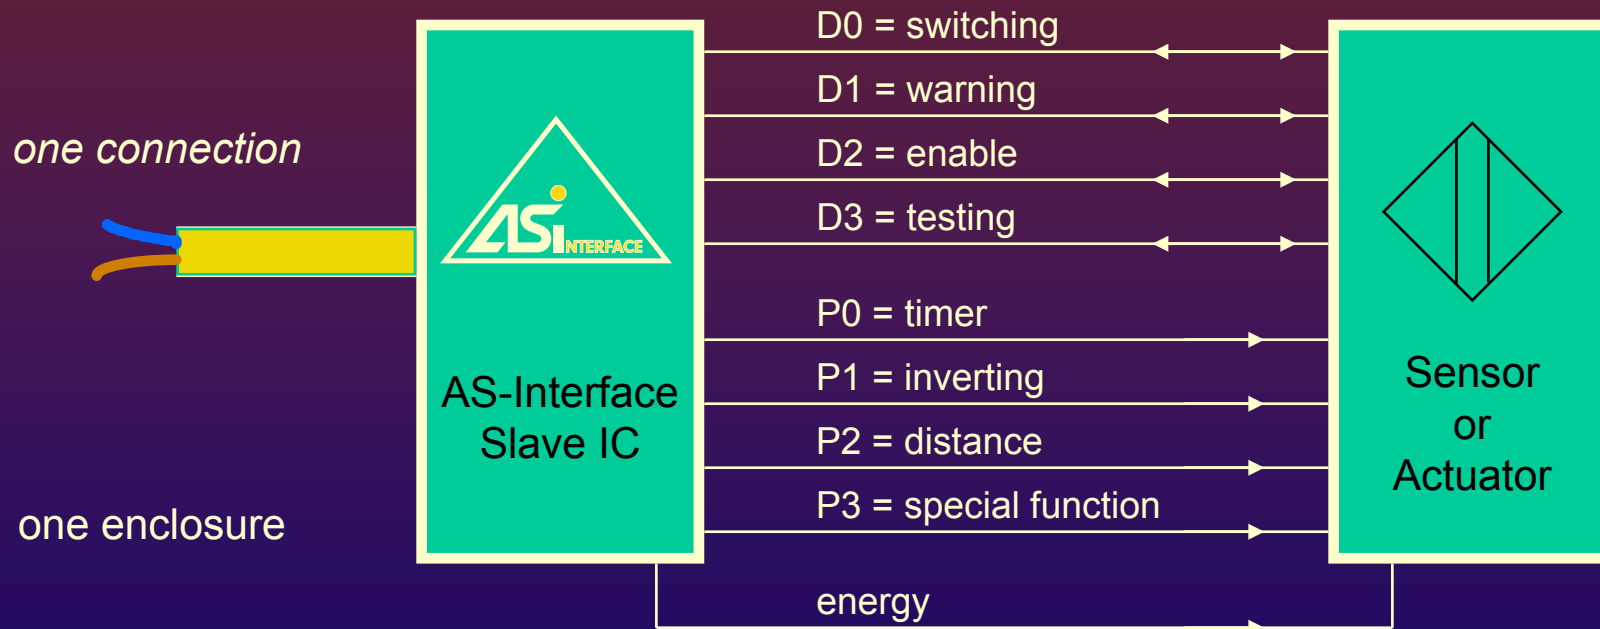 one connection
one enclosure
ASi
INTERFACE
AS-Interface
Slave IC
D0 = switching
D1 = warning
D2 = enable
D3 = testing
P0 = timer
P1 = inverting
P2 = distance
P3 = special function
energy
Sensor
or
Actuator